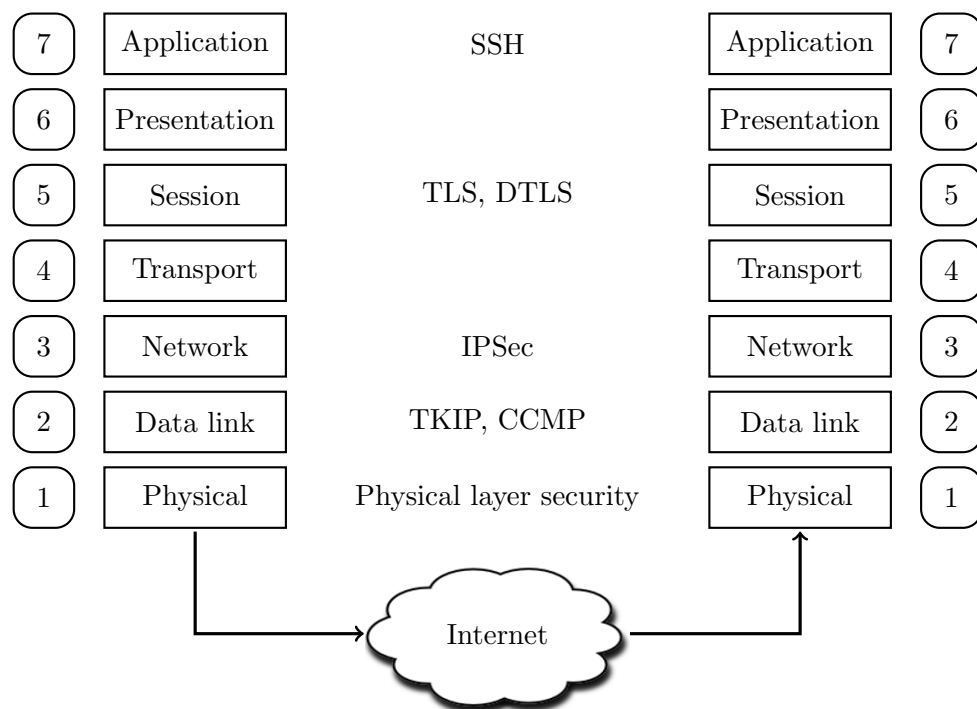 7 Application SSH Application 7
6 Presentation Presentation 6
5 Session TLS, DTLS Session 5
4 Transport Transport 4
3 Network IPSec Network 3
2 Data link TKIP, CCMP Data link 2
1 Physical Physical layer security Physical 1
Internet